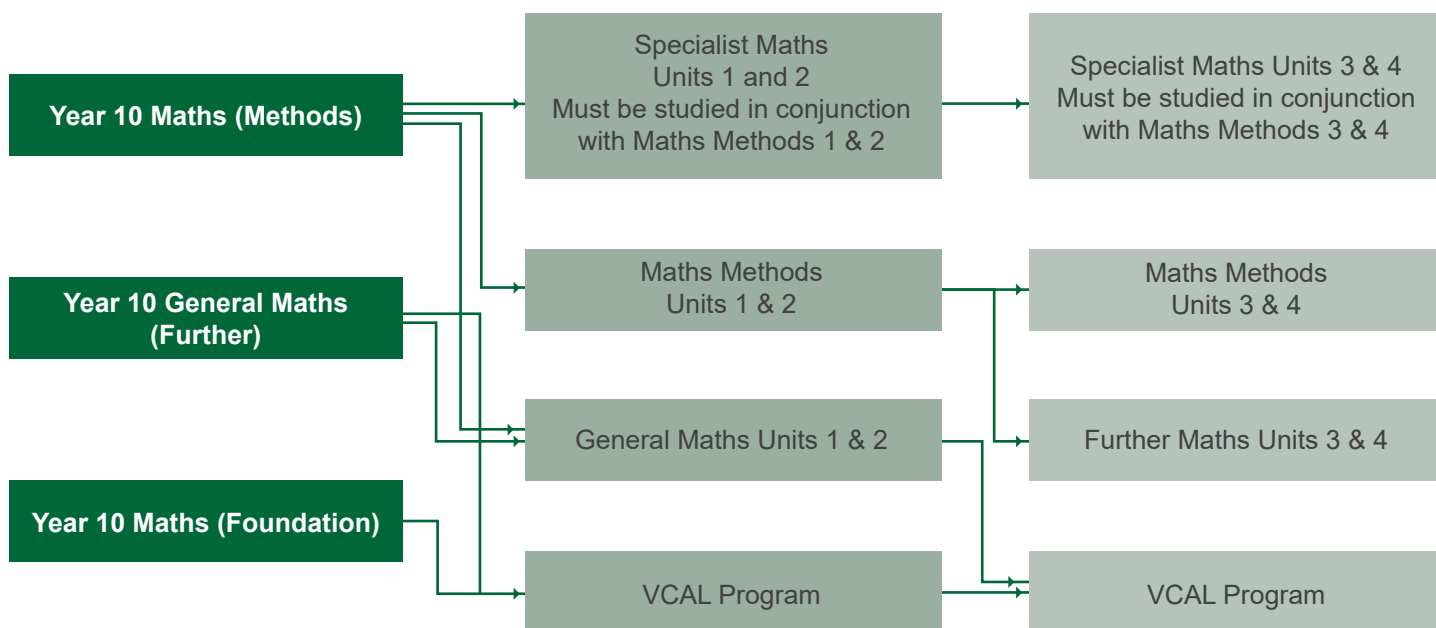 Year 10 Maths (Methods)
Specialist Maths
Units 1 and 2
Must be studied in conjunction
with Maths Methods 1 & 2
Specialist Maths Units 3 & 4
Must be studied in conjunction
with Maths Methods 3 & 4
Year 10 General Maths
(Further)
Maths Methods
Units 1 & 2
Maths Methods
Units 3 & 4
General Maths Units 1 & 2
Further Maths Units 3 & 4
Year 10 Maths (Foundation)
VCAL Program
VCAL Program